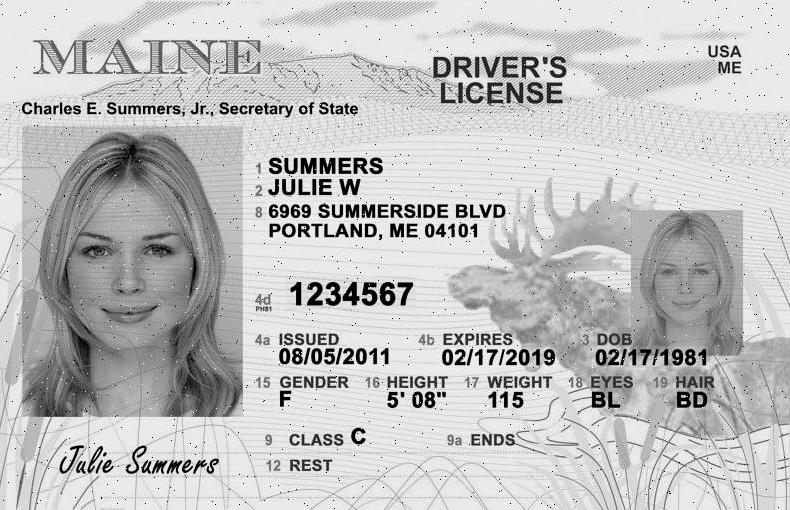 MAINE
DRIVER'S
LICENSE
USA
ME
Charles E. Summers, Jr., Secretary of State
1 SUMMERS
2 JULIE W
8 6969 SUMMERSIDE BLVD
PORTLAND, ME 04101
4d 1234567
PH81
4a ISSUED 4b EXPIRES 3 DOB
08/05/2011 02/17/2019 02/17/1981
15 GENDER 16 HEIGHT 17 WEIGHT 18 EYES 19 HAIR
F 5' 08" 115 BL BD
9 CLASS C 9a ENDS
12 REST
Julie Summers